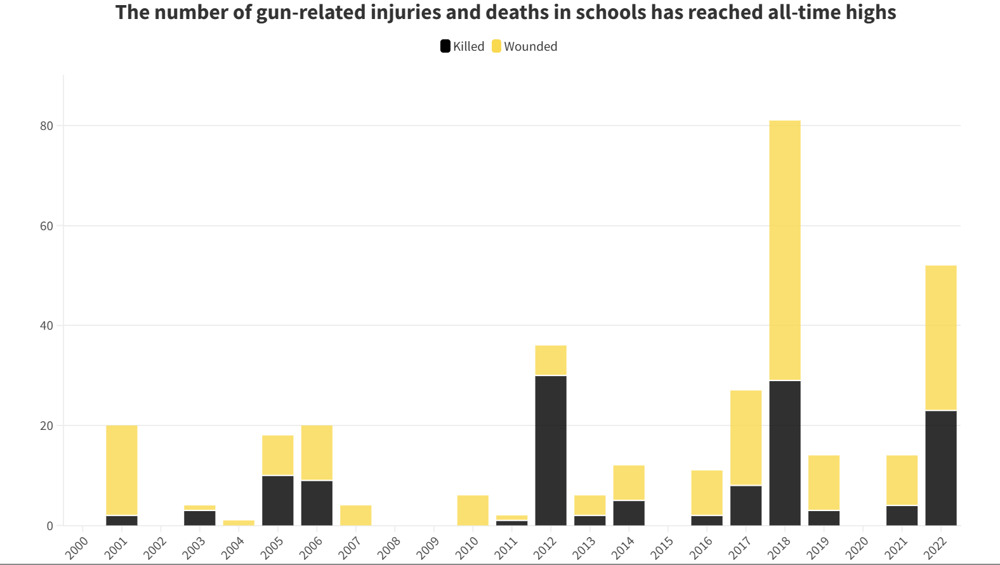 The number of gun-related injuries and deaths in schools has reached all-time highs
Killed Wounded
80
60
40
20
0
2000 2001 2002 2003 2004 2005 2006 2007 2008 2009 2010 2011 2012 2013 2014 2015 2016 2017 2018 2019 2020 2021 2022